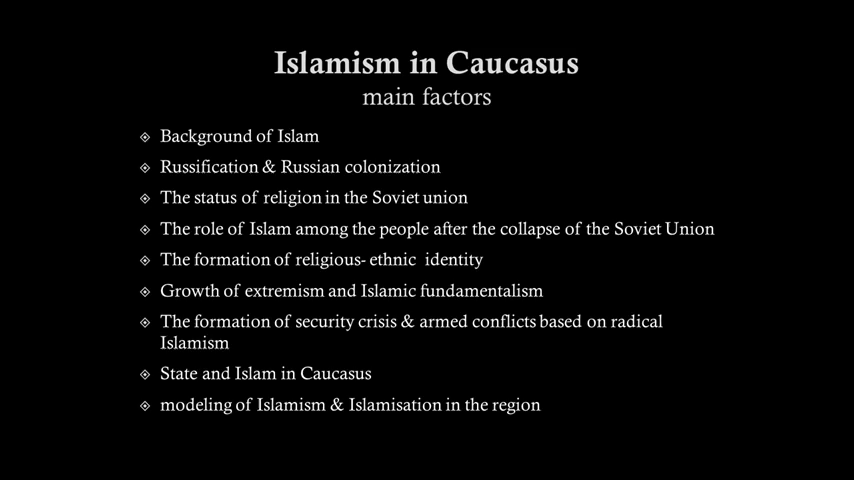 Islamism in Caucasus
main factors
Background of Islam
Russification & Russian colonization
The status of religion in the Soviet union
The role of Islam among the people after the collapse of the Soviet Union
The formation of religious- ethnic identity
Growth of extremism and Islamic fundamentalism
The formation of security crisis & armed conflicts based on radical
Islamism
State and Islam in Caucasus
modeling of Islamism & Islamisation in the region